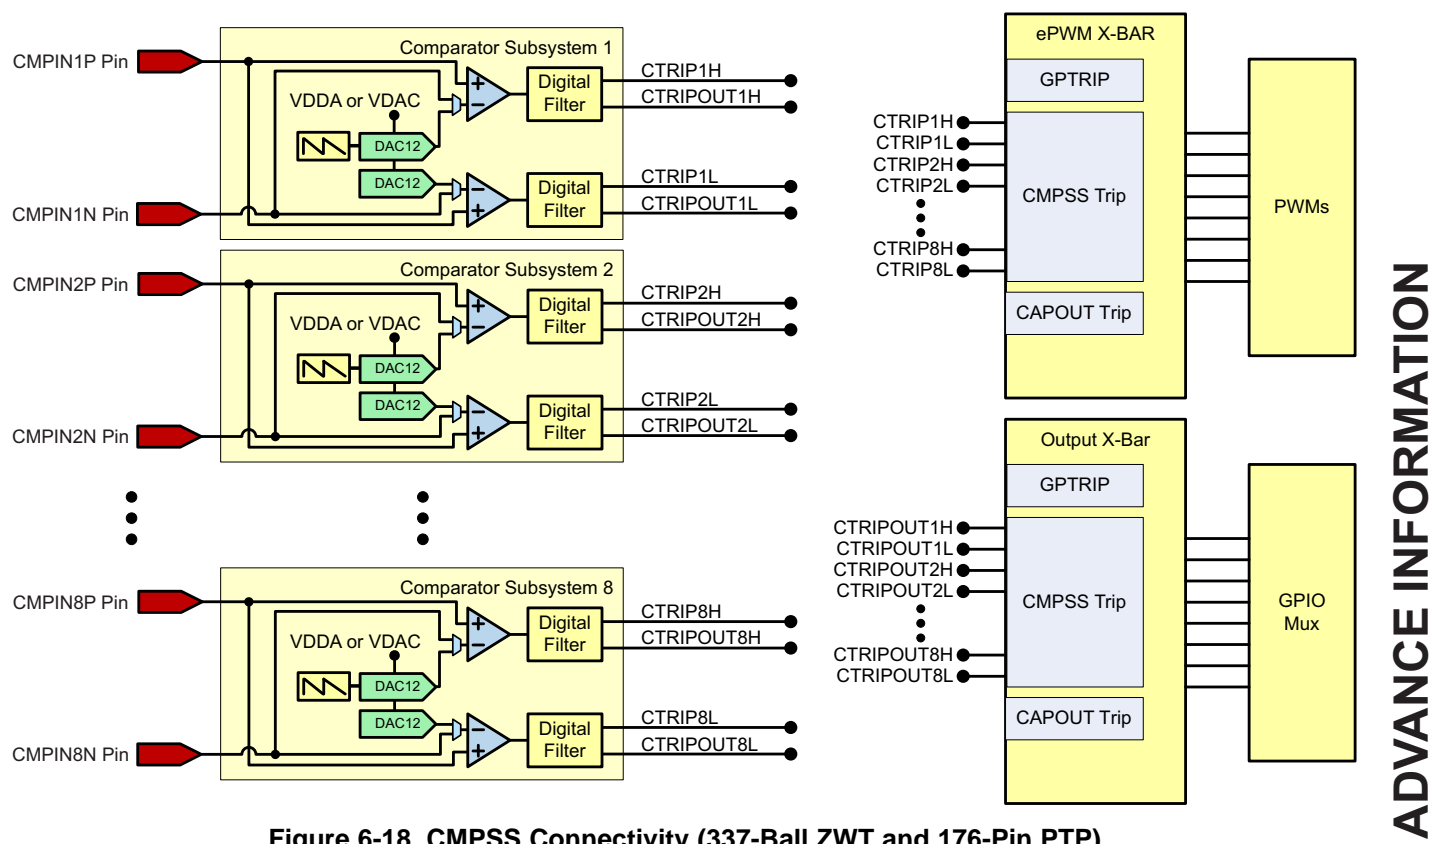 CMPIN1P Pin
Comparator Subsystem 1
VDDA or VDAC
DAC12
DAC12
Digital
Filter
CTRIP1H
CTRIPOUT1H
Digital
Filter
CTRIP1L
CTRIPOUT1L
CMPIN1N Pin
CMPIN2P Pin
Comparator Subsystem 2
VDDA or VDAC
DAC12
DAC12
Digital
Filter
CTRIP2H
CTRIPOUT2H
Digital
Filter
CTRIP2L
CTRIPOUT2L
CMPIN2N Pin
CMPIN8P Pin
Comparator Subsystem 8
VDDA or VDAC
DAC12
DAC12
Digital
Filter
CTRIP8H
CTRIPOUT8H
Digital
Filter
CTRIP8L
CTRIPOUT8L
CMPIN8N Pin
ePWM X-BAR
GPTRIP
CTRIP1H
CTRIP1L
CTRIP2H
CTRIP2L
CTRIP8H
CTRIP8L
CMPSS Trip
CAPOUT Trip
PWMs
Output X-Bar
GPTRIP
CTRIPOUT1H
CTRIPOUT1L
CTRIPOUT2H
CTRIPOUT2L
CTRIPOUT8H
CTRIPOUT8L
CMPSS Trip
CAPOUT Trip
GPIO
Mux
ADVANCE INFORMATION
Figure 6-18. CMPSS Connectivity (337-Ball ZWT and 176-Pin PTP)